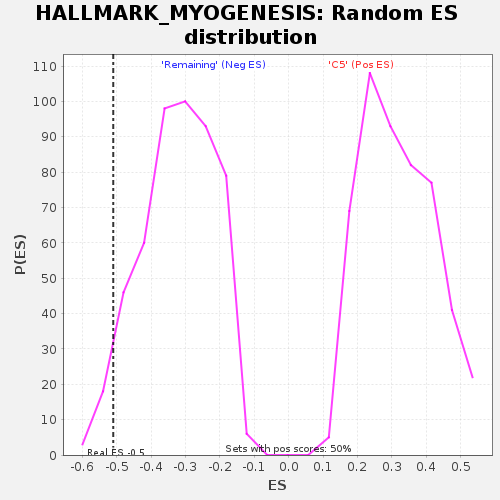 HALLMARK_MYOGENESIS: Random ES
distribution
'Remaining' (Neg ES)
'C5' (Pos ES)
110
100
90
80
70
60
50
40
30
20
10
0
P(ES)
Real ES -0.5
Sets with pos scores: 50%
-0.6 -0.5 -0.4 -0.3 -0.2 -0.1 0.0 0.1 0.2 0.3 0.4 0.5
ES